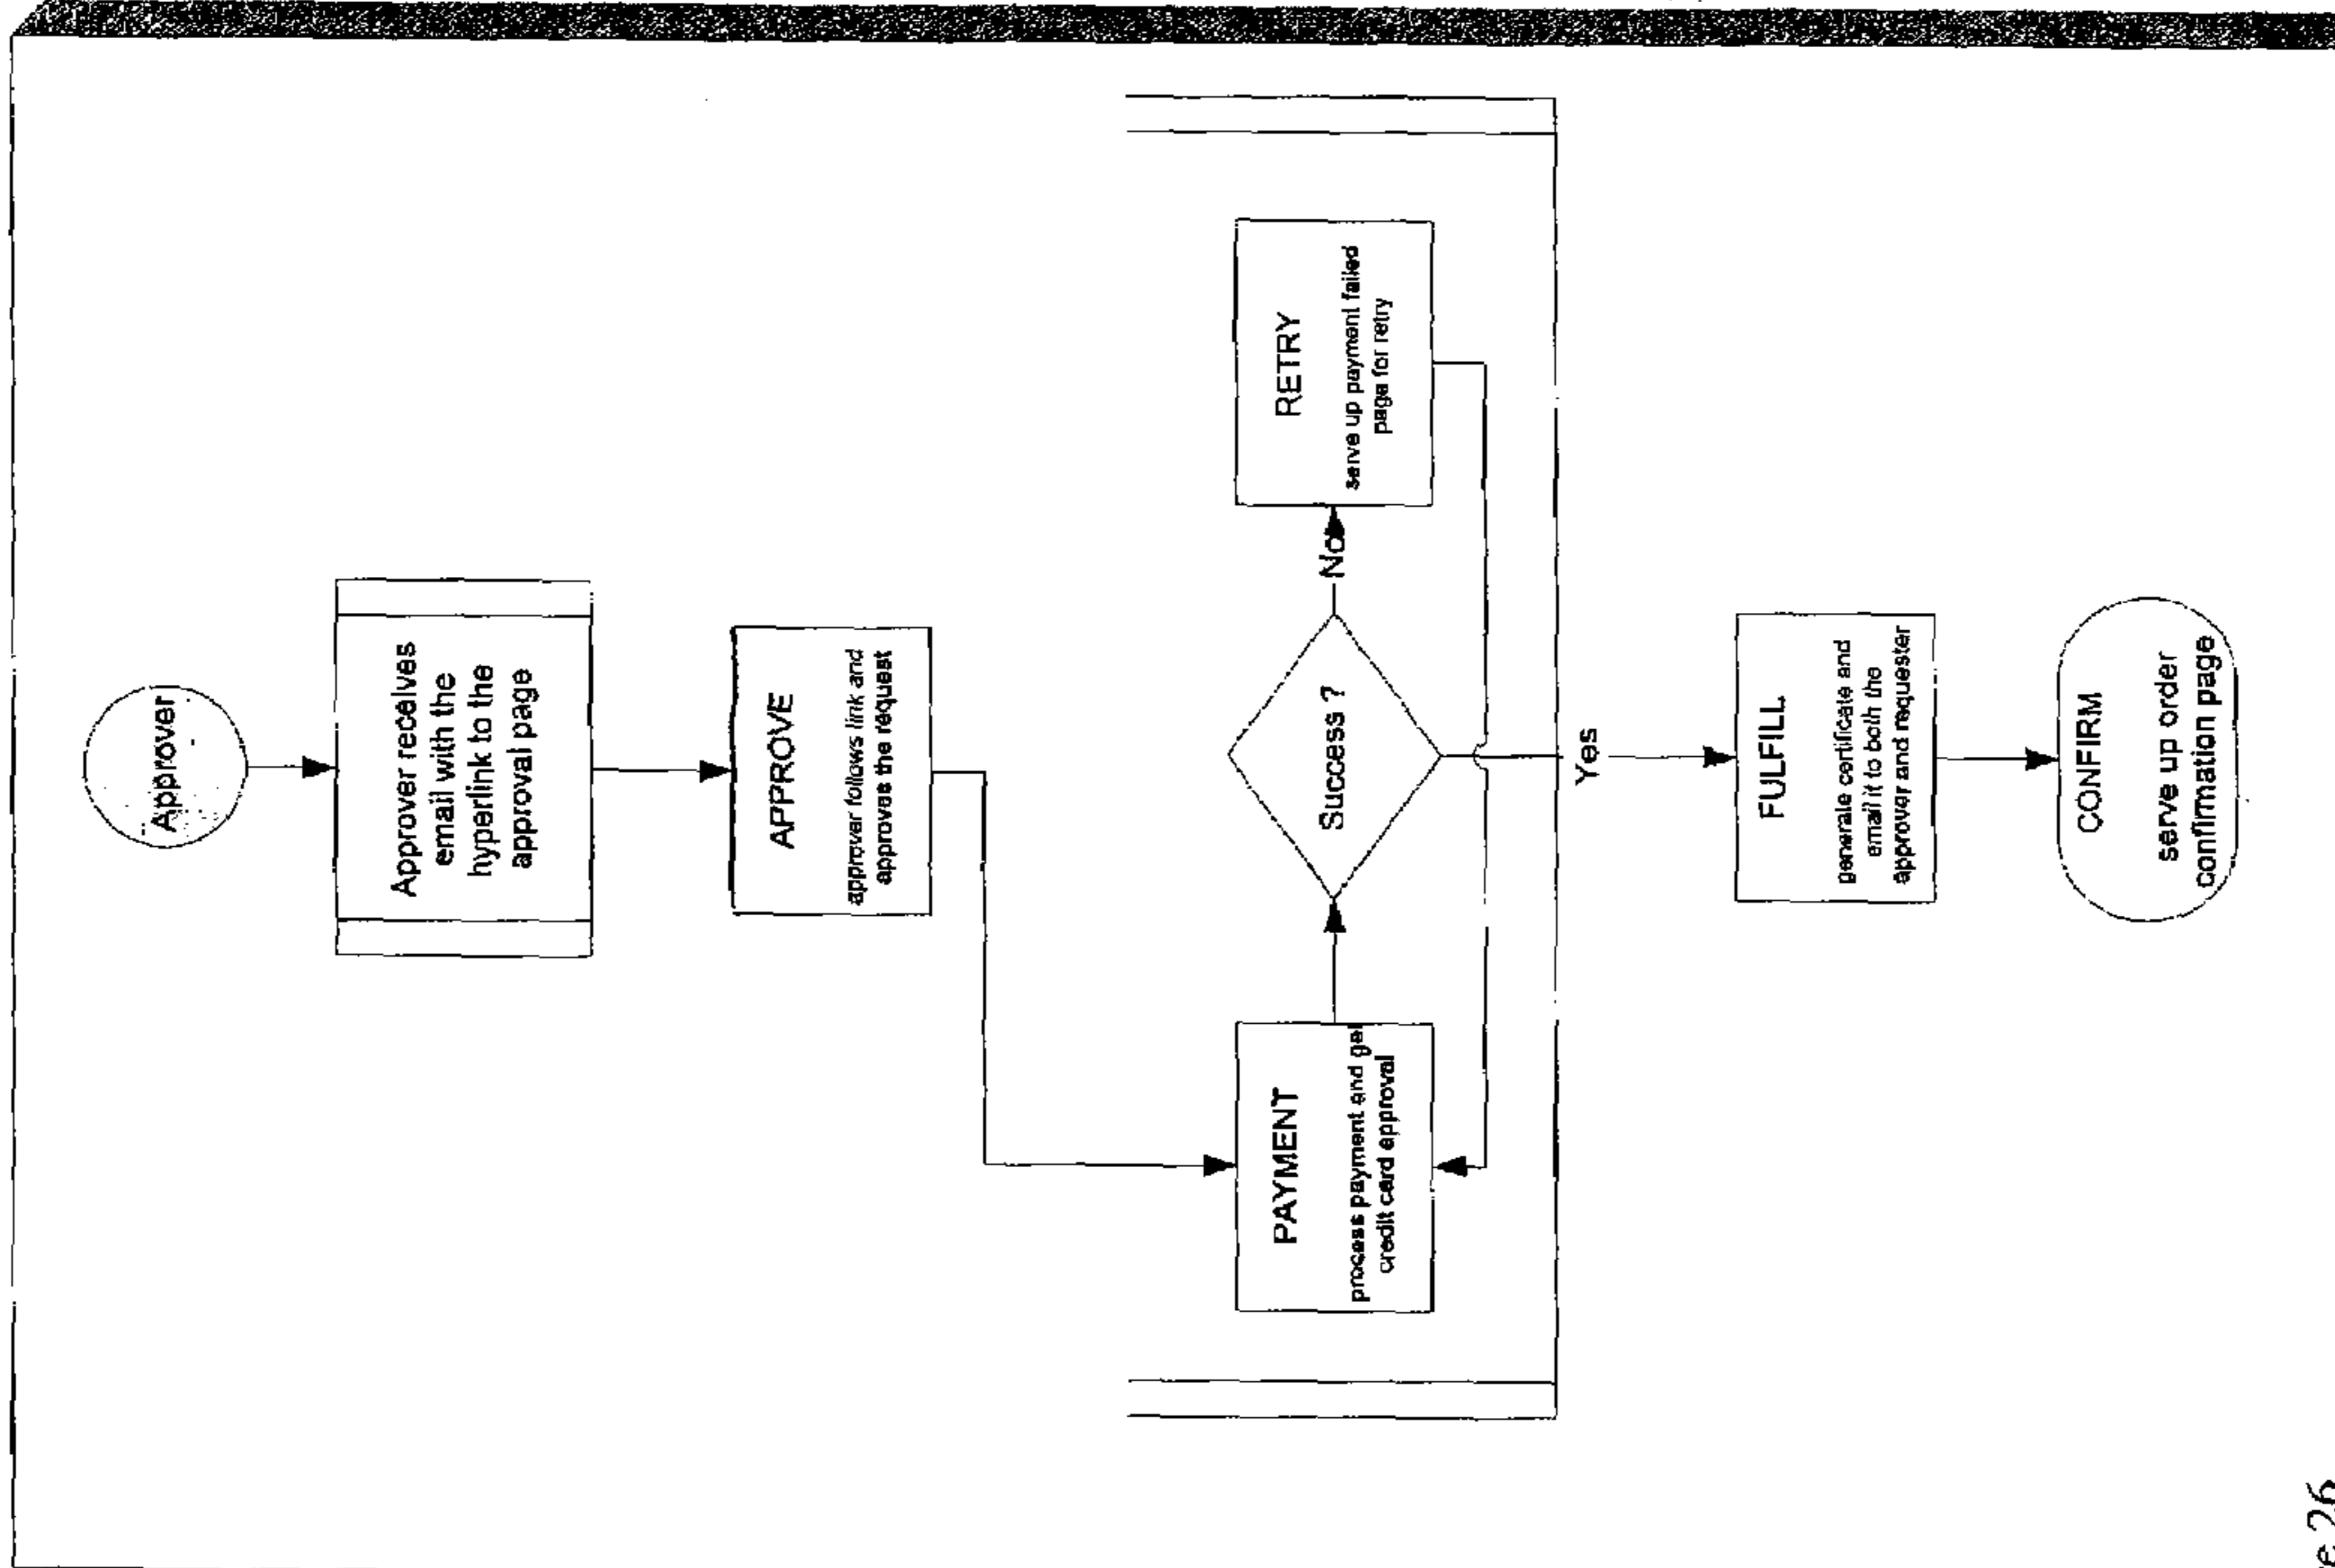 Approver
Approver receives
email with the
hyperlink to the
approval page
APPROVE
approver follows link and
approves the request
PAYMENT
process payment and ge
credit card approval
Success ?
No
RETRY
serve up payment failed
page for retry
Yes
FULFILL
generate certificate and
email it to both the
approver and requester
CONFIRM
serve up order
confirmation page
e 26